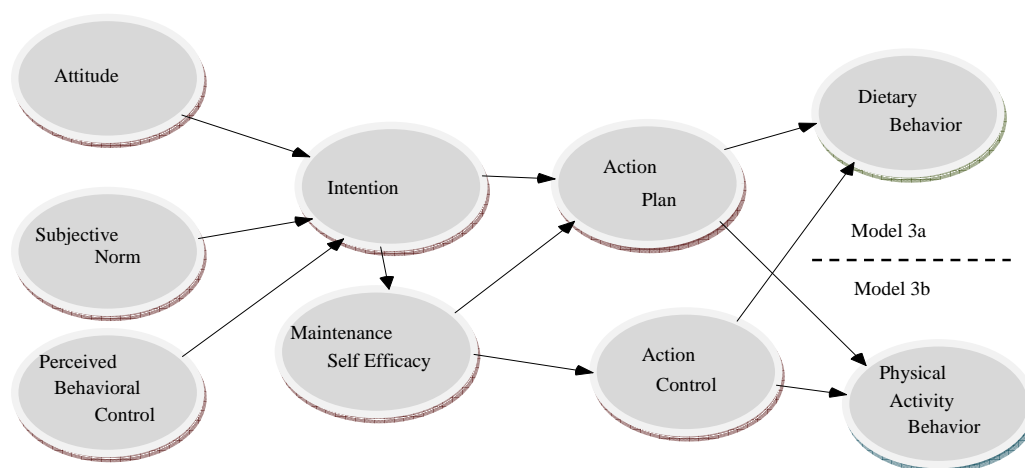 Attitude
Subjective
Norm
Perceived
Behavioral
Control
Intention
Maintenance
Self Efficacy
Action
Plan
Action
Control
Dietary
Behavior
Model 3a
Model 3b
Physical
Activity
Behavior